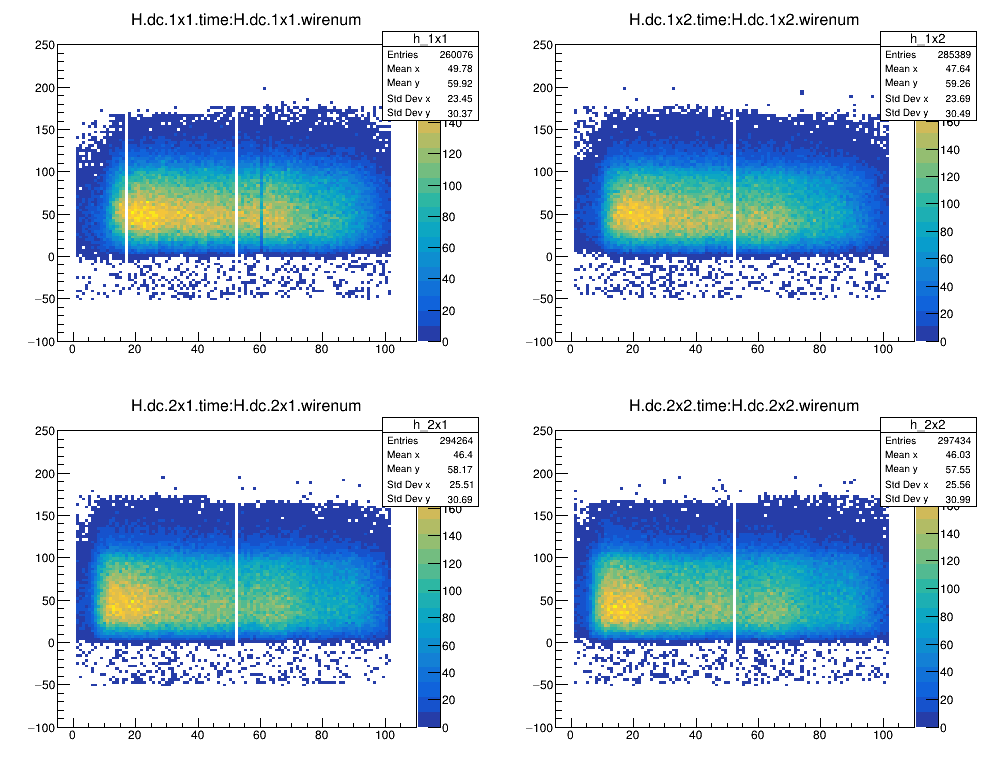 H.dc.1x1.time:H.dc.1x1.wirenum
h_1x1
Entries 260076
Mean x 49.78
Mean y 59.92
Std Dev x 23.45
Std Dev y 30.37
250
200
150
100
50
0
−50
−100
0 20 40 60 80 100
140
120
100
80
60
40
20
0
H.dc.1x2.time:H.dc.1x2.wirenum
h_1x2
Entries 285389
Mean x 47.64
Mean y 59.26
Std Dev x 23.69
Std Dev y 30.49
250
200
150
100
50
0
−50
−100
0 20 40 60 80 100
160
140
120
100
80
60
40
20
0
H.dc.2x1.time:H.dc.2x1.wirenum
h_2x1
Entries 294264
Mean x 46.4
Mean y 58.17
Std Dev x 25.51
Std Dev y 30.69
250
200
150
100
50
0
−50
−100
0 20 40 60 80 100
160
140
120
100
80
60
40
20
0
H.dc.2x2.time:H.dc.2x2.wirenum
h_2x2
Entries 297434
Mean x 46.03
Mean y 57.55
Std Dev x 25.56
Std Dev y 30.99
250
200
150
100
50
0
−50
−100
0 20 40 60 80 100
160
140
120
100
80
60
40
20
0